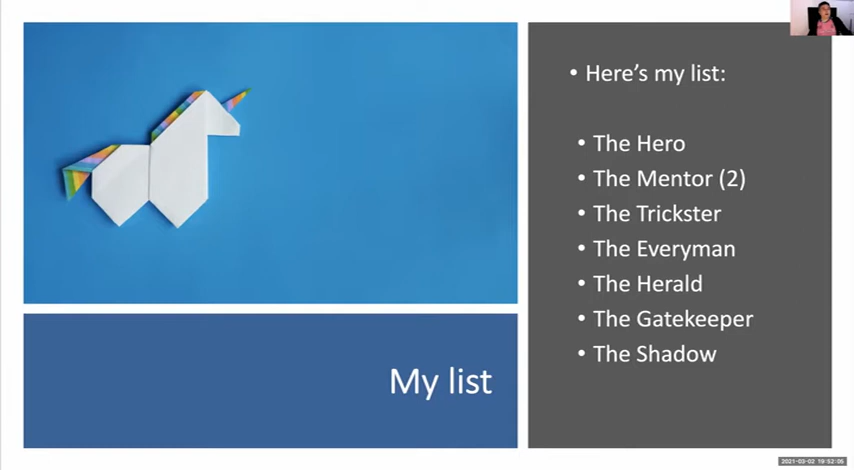 Here's my list:
The Hero
The Mentor (2)
The Trickster
The Everyman
The Herald
The Gatekeeper
The Shadow
My list
2021-03-02 19:52:05